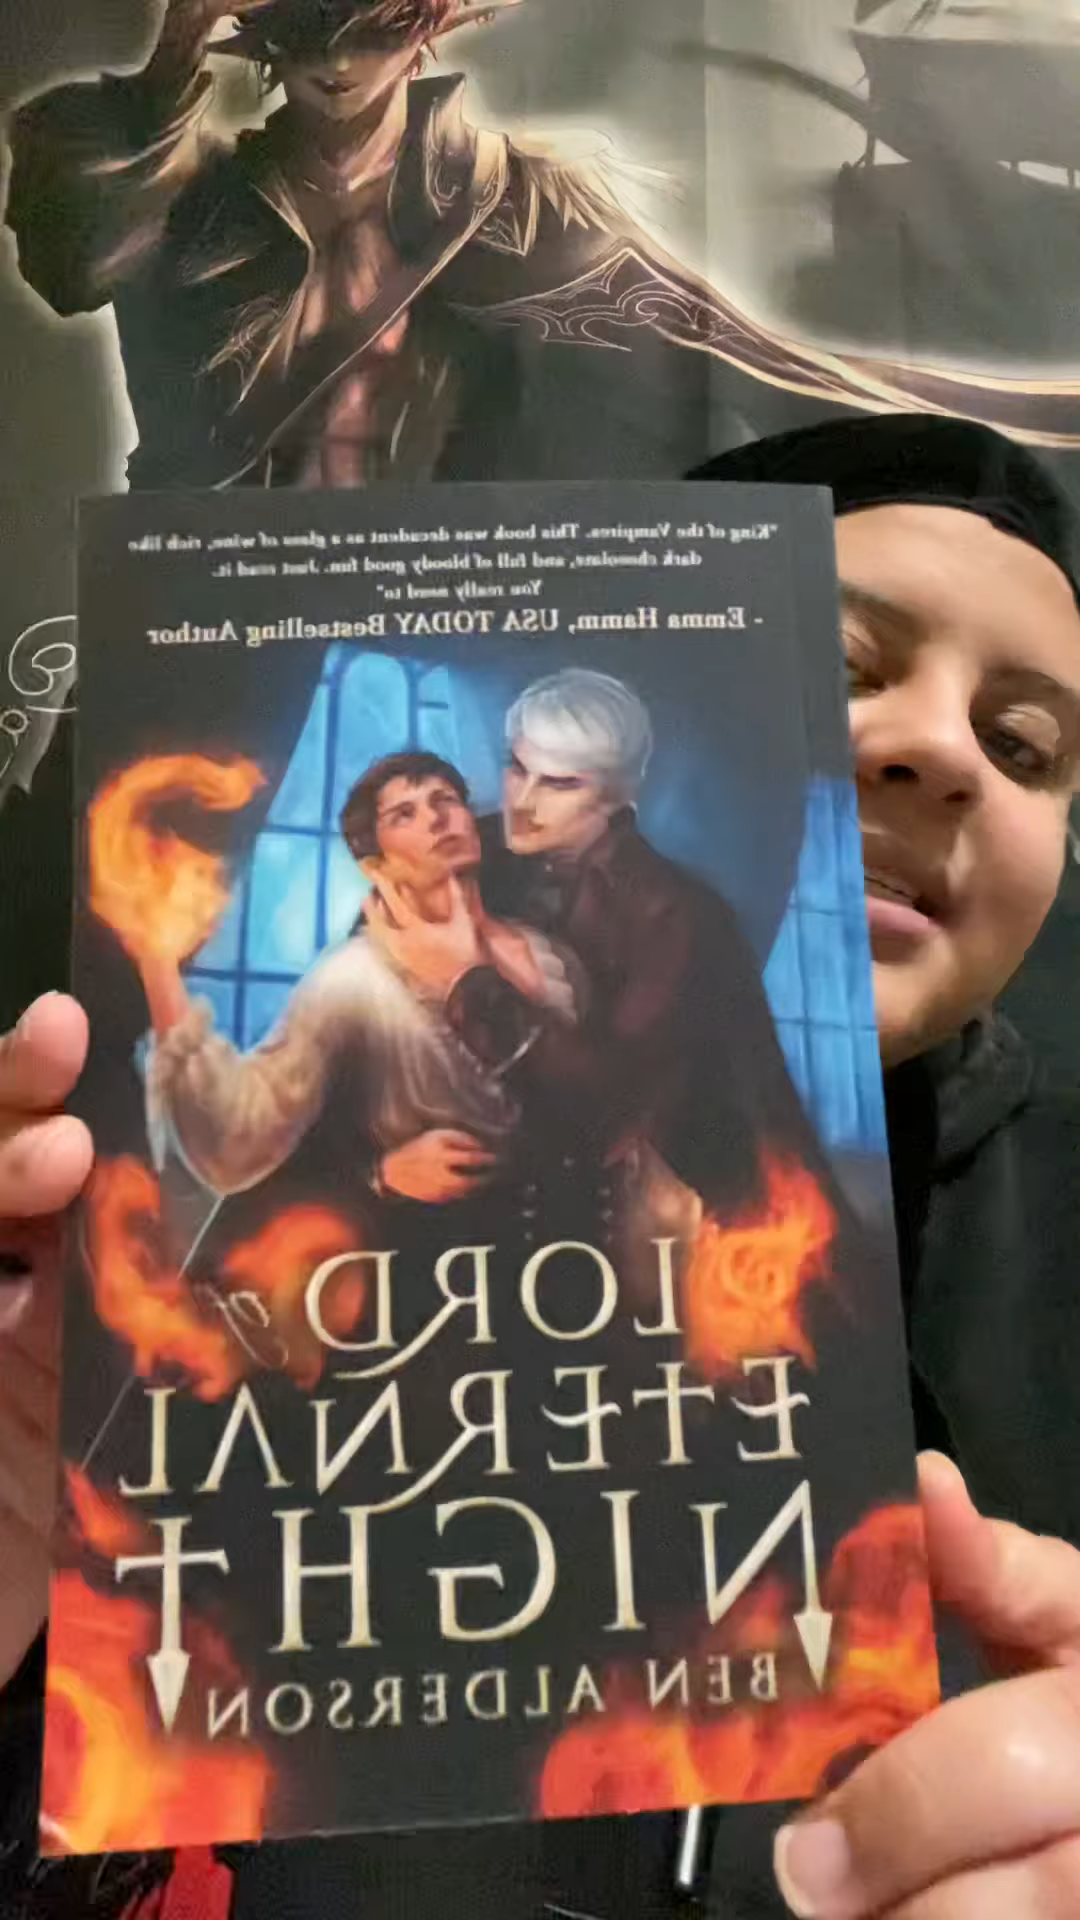 "King of the Vampires. This book was decadent as a glass of wine, rich like
dark chocolate, and full of bloody good fun. Just read it.
You really need to"
- Emma Hamm, USA TODAY Bestselling Author
LORD of
ETERNAL
NIGHT
BEN ALDERSON